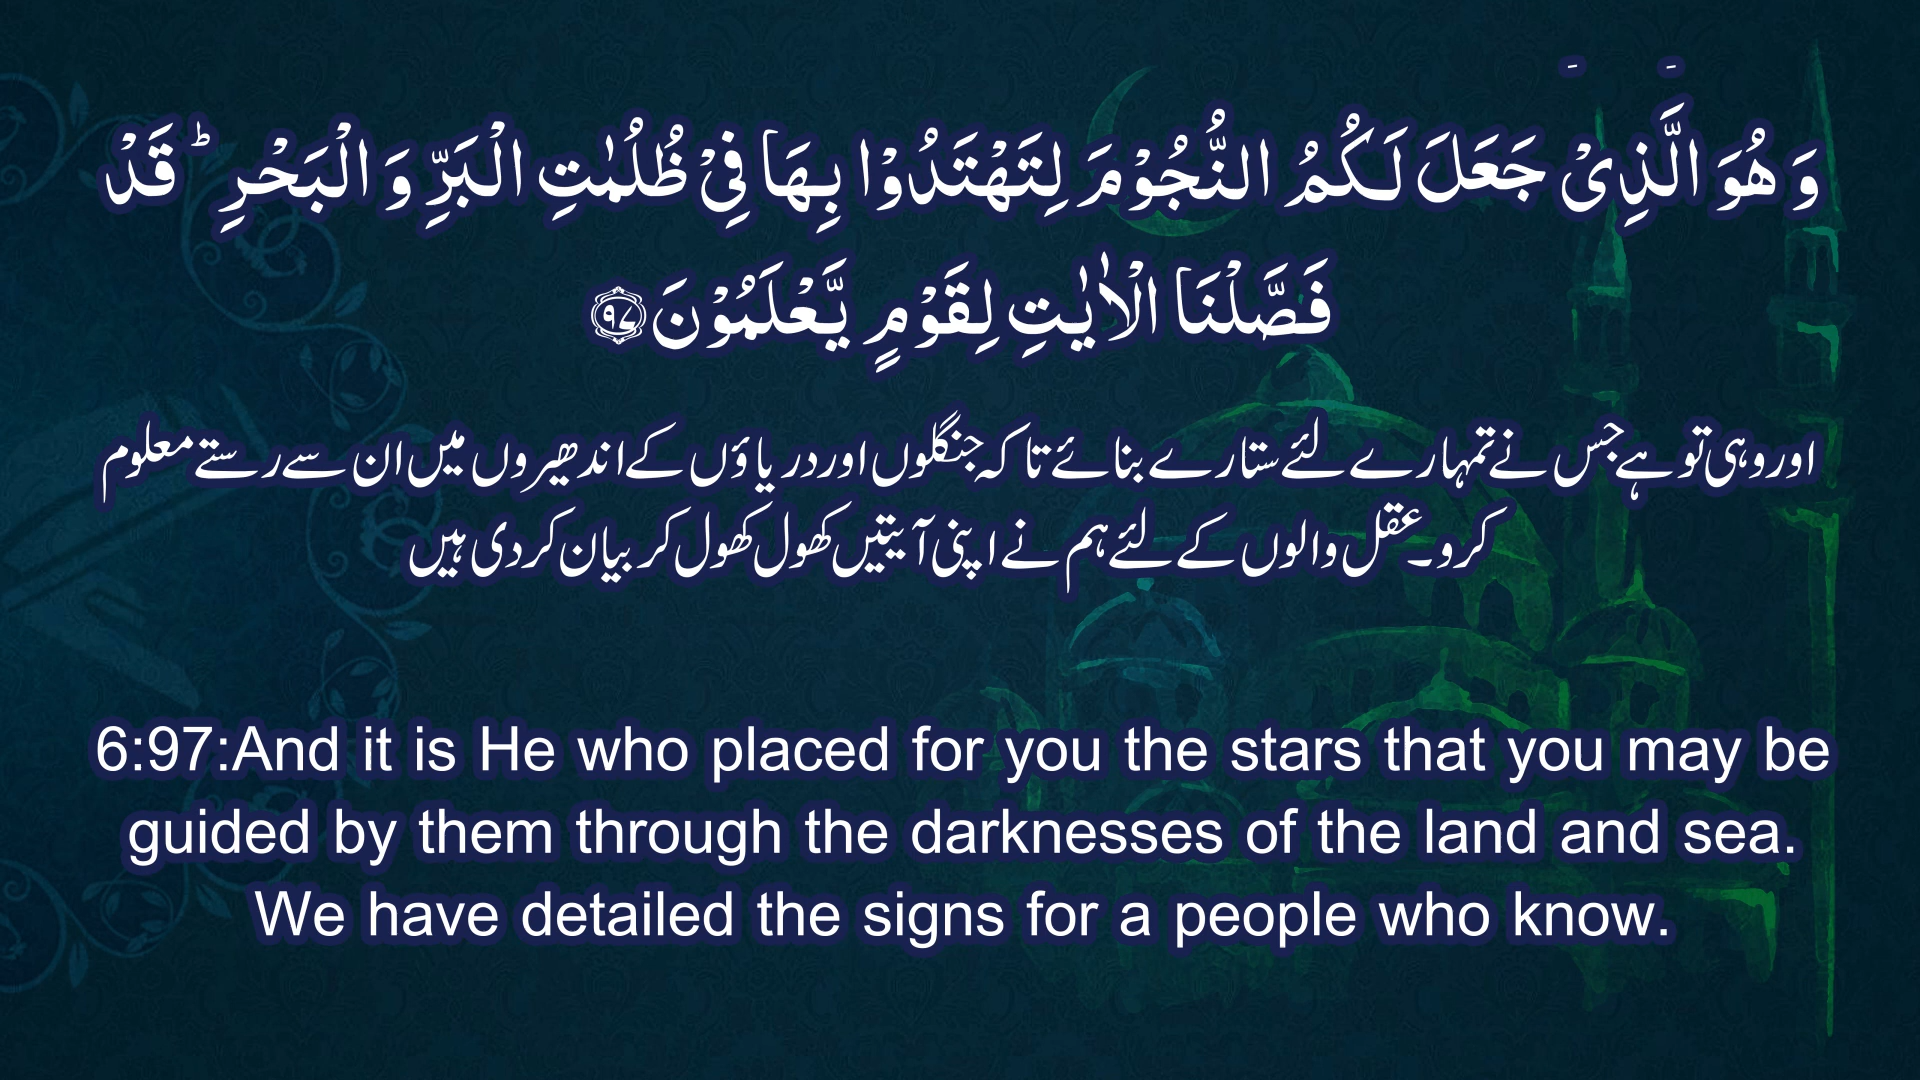 وَ هُوَ الَّذِیْ جَعَلَ لَكُمُ النُّجُوْمَ لِتَهْتَدُوْا بِهَا فِیْ ظُلُمٰتِ الْبَرِّ وَ الْبَحْرِ ؕ قَدْ
فَصَّلْنَا الْاٰیٰتِ لِقَوْمٍ یَّعْلَمُوْنَ ﴿۹۷﴾
اور وہی تو ہے جس نے تمہارے لئے ستارے بنائے تاکہ جنگلوں اور دریاؤں کے اندھیروں میں ان سے رستے معلوم
کرو۔ عقل والوں کے لئے ہم نے اپنی آیتیں کھول کھول کر بیان کردی ہیں
6:97:And it is He who placed for you the stars that you may be
guided by them through the darknesses of the land and sea.
We have detailed the signs for a people who know.